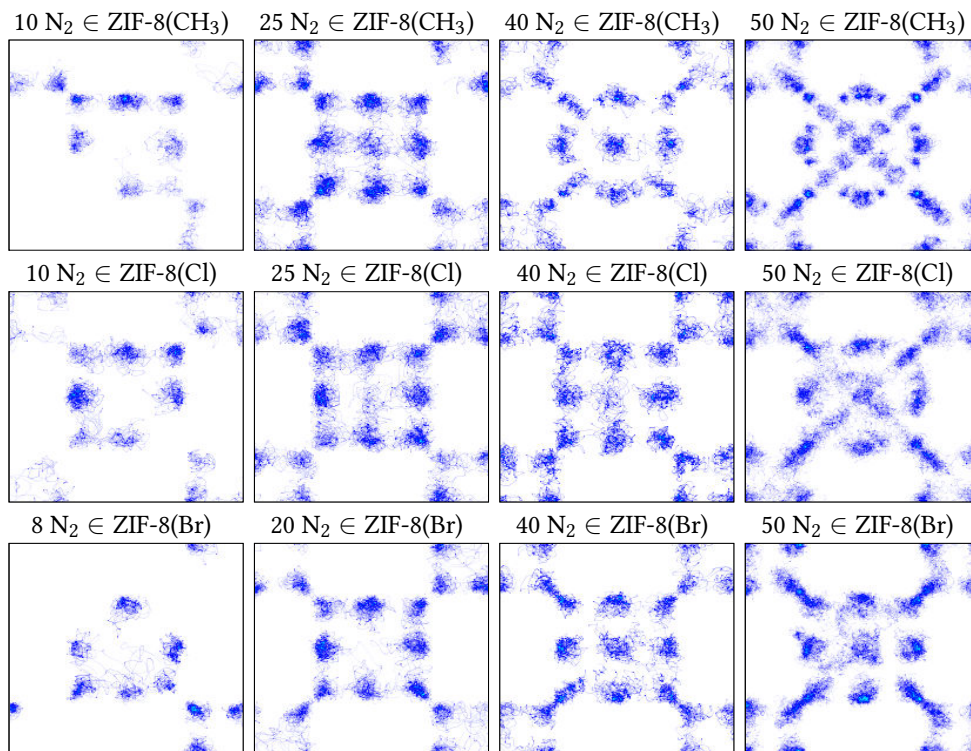 10 N₂ ∈ ZIF-8(CH₃) 25 N₂ ∈ ZIF-8(CH₃) 40 N₂ ∈ ZIF-8(CH₃) 50 N₂ ∈ ZIF-8(CH₃)
10 N₂ ∈ ZIF-8(Cl) 25 N₂ ∈ ZIF-8(Cl) 40 N₂ ∈ ZIF-8(Cl) 50 N₂ ∈ ZIF-8(Cl)
8 N₂ ∈ ZIF-8(Br) 20 N₂ ∈ ZIF-8(Br) 40 N₂ ∈ ZIF-8(Br) 50 N₂ ∈ ZIF-8(Br)